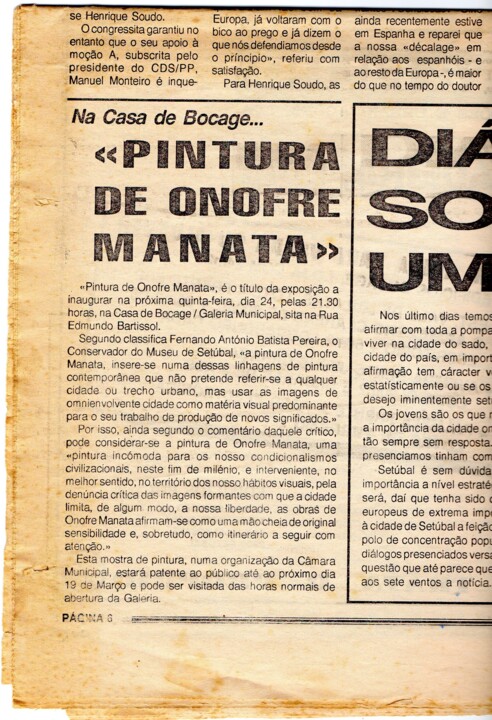 se Henrique Soudo.
O congressita garantiu no
entanto que o seu apoio à
moção A, subscrita pelo
presidente do CDS/PP,
Manuel Monteiro é inque-
Europa, já voltaram com o
bico ao prego e já dizem o
que nós defendiamos desde
o príncipio», referiu com
satisfação.
Para Henrique Soudo, as
ainda recentemente estive
em Espanha e reparei que
a nossa «décalage» em
relação aos espanhóis - e
ao resto da Europa -, é maior
do que no tempo do doutor
Na Casa de Bocage...
«PINTURA
DE ONOFRE
MANATA»
«Pintura de Onofre Manata», é o título da exposição a
inaugurar na próxima quinta-feira, dia 24, pelas 21.30
horas, na Casa de Bocage / Galeria Municipal, sita na Rua
Edmundo Bartissol.
Segundo classifica Fernando António Batista Pereira, o
Conservador do Museu de Setúbal, «a pintura de Onofre
Manata, insere-se numa dessas linhagens de pintura
contemporânea que não pretende referir-se a qualquer
cidade ou trecho urbano, mas usar as imagens de
omnienvolvente cidade como matéria visual predominante
para o seu trabalho de produção de novos significados.»
Por isso, ainda segundo o comentário daquele crítico,
pode considerar-se a pintura de Onofre Manata, uma
«pintura incómoda para os nosso condicionalismos
civilizacionais, neste fim de milénio, e interveniente, no
melhor sentido, no território dos nosso hábitos visuais, pela
denúncia crítica das imagens formantes com que a cidade
limita, de algum modo, a nossa liberdade, as obras de
Onofre Manata afirmam-se como uma mão cheia de original
sensibilidade e, sobretudo, como itinerário a seguir com
atenção.»
Esta mostra de pintura, numa organização da Câmara
Municipal, estará patente ao público até ao próximo dia
19 de Março e pode ser visitada das horas normais de
abertura da Galeria.
PÁGINA 6
DIÁ
SO
UM
Nos último dias temos
afirmar com toda a pompa
viver na cidade do sado,
cidade do país, em import
afirmação tem carácter v
estatísticamente ou se os
desejo iminentemente seti
Os jovens são os que r
a importância da cidade on
tão sempre sem resposta.
presenciamos tinham com
Setúbal é sem dúvida
importância a nível estraté
será, daí que tenha sido o
europeus de extrema impo
à cidade de Setúbal a feiçã
polo de concentração popu
diálogos presenciados versa
questão que até parece que
aos sete ventos a notícia.